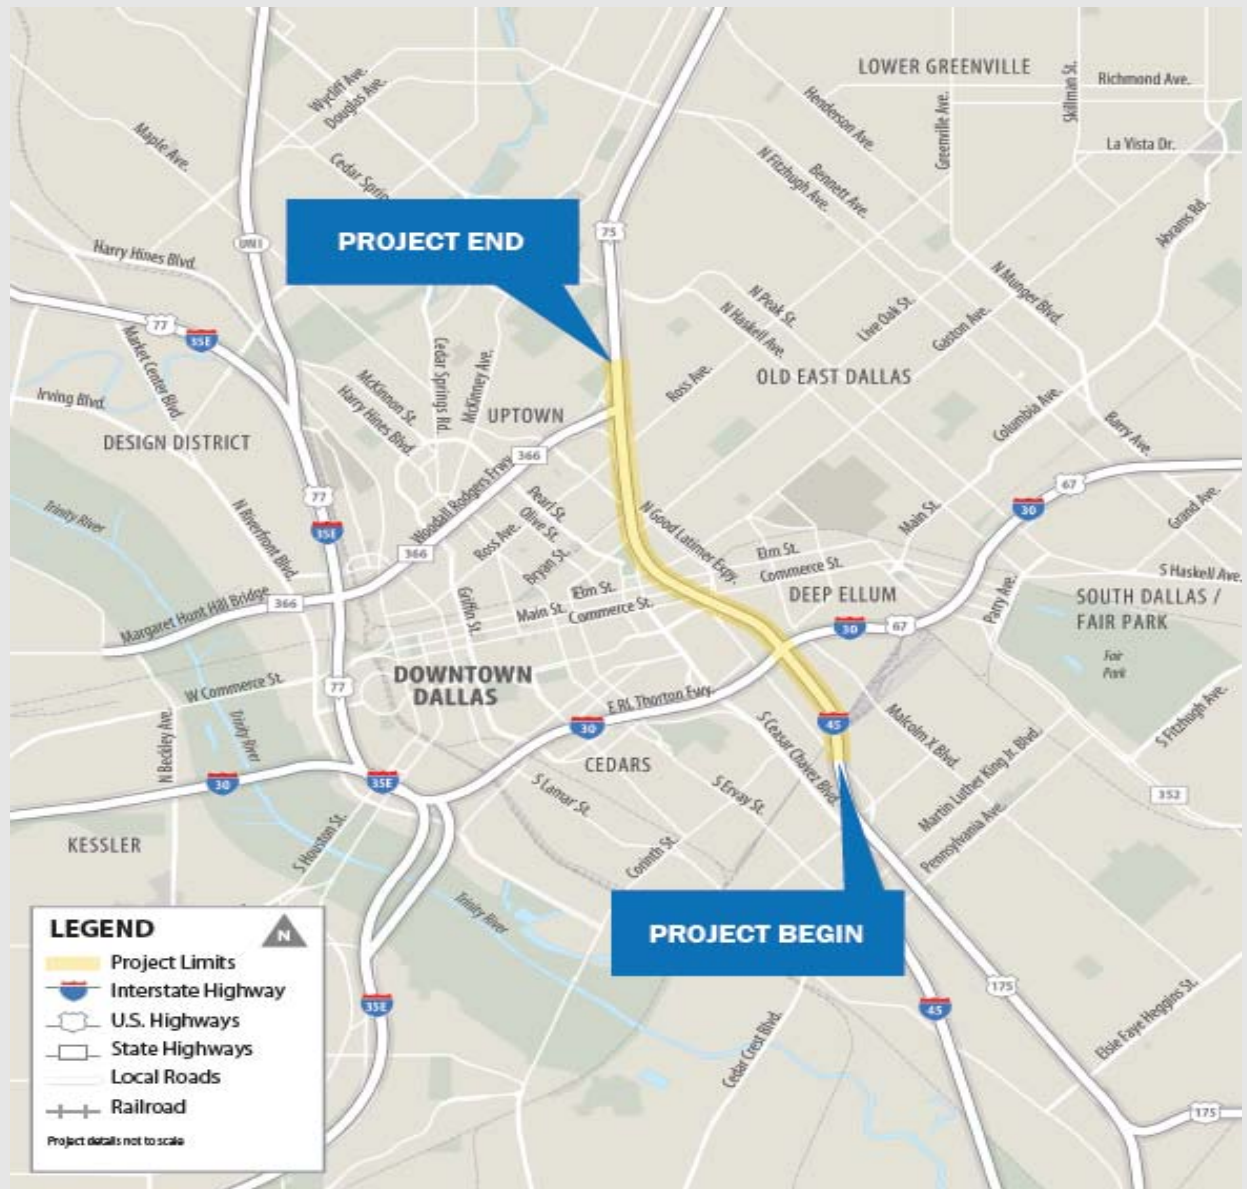 LOWER GREENVILLE
Skillman St.
Richmond Ave.
Wycliff Ave.
Douglas Ave.
Henderson Ave.
Greenville Ave.
La Vista Dr.
Maple Ave.
Cedar Sprin
N Fitzhugh Ave.
Bennett Ave.
Abrams Rd.
PROJECT END
75
UNI
Harry Hines Blvd.
N Munger Blvd.
77
35E
Market Center Blvd.
N Peak St.
N Haskell Ave.
Live Oak St.
Gaston Ave.
Irving Blvd.
McKinnon St.
Harry Hines Blvd.
Cedar Springs Rd.
McKinney Ave.
Ross Ave.
OLD EAST DALLAS
UPTOWN
Columbia Ave.
Barry Ave.
DESIGN DISTRICT
366
77
67
Trinity River
N Riverfront Blvd.
35E
Woodall Rodgers Frwy
Pearl St.
Olive St.
Ross Ave.
Bryan St.
N Good Latimer Expy.
Main St.
30
Grand Ave.
366
Elm St.
Commerce St.
S Haskell Ave.
Margaret Hunt Hill Bridge
366
Griffin St.
Elm St.
Main St.
Commerce St.
DEEP ELLUM
Parry Ave.
SOUTH DALLAS /
FAIR PARK
30
67
Fair
Park
W Commerce St.
77
DOWNTOWN
DALLAS
E RL Thorton Fwy.
N Beckley Ave.
Trinity River
30
45
S Ceasar Chavez Blvd.
Malcolm X Blvd.
S Fitzhugh Ave.
CEDARS
30
35E
S Lamar St.
S Ervay St.
Martin Luther King Jr. Blvd.
Pennsylvania Ave.
352
KESSLER
S Houston St.
Corinth St.
Trinity River
PROJECT BEGIN
LEGEND
N
Project Limits
Interstate Highway
U.S. Highways
State Highways
Local Roads
Railroad
Project details not to scale
35E
175
45
Cedar Crest Blvd.
Elsie Faye Heggins St.
175